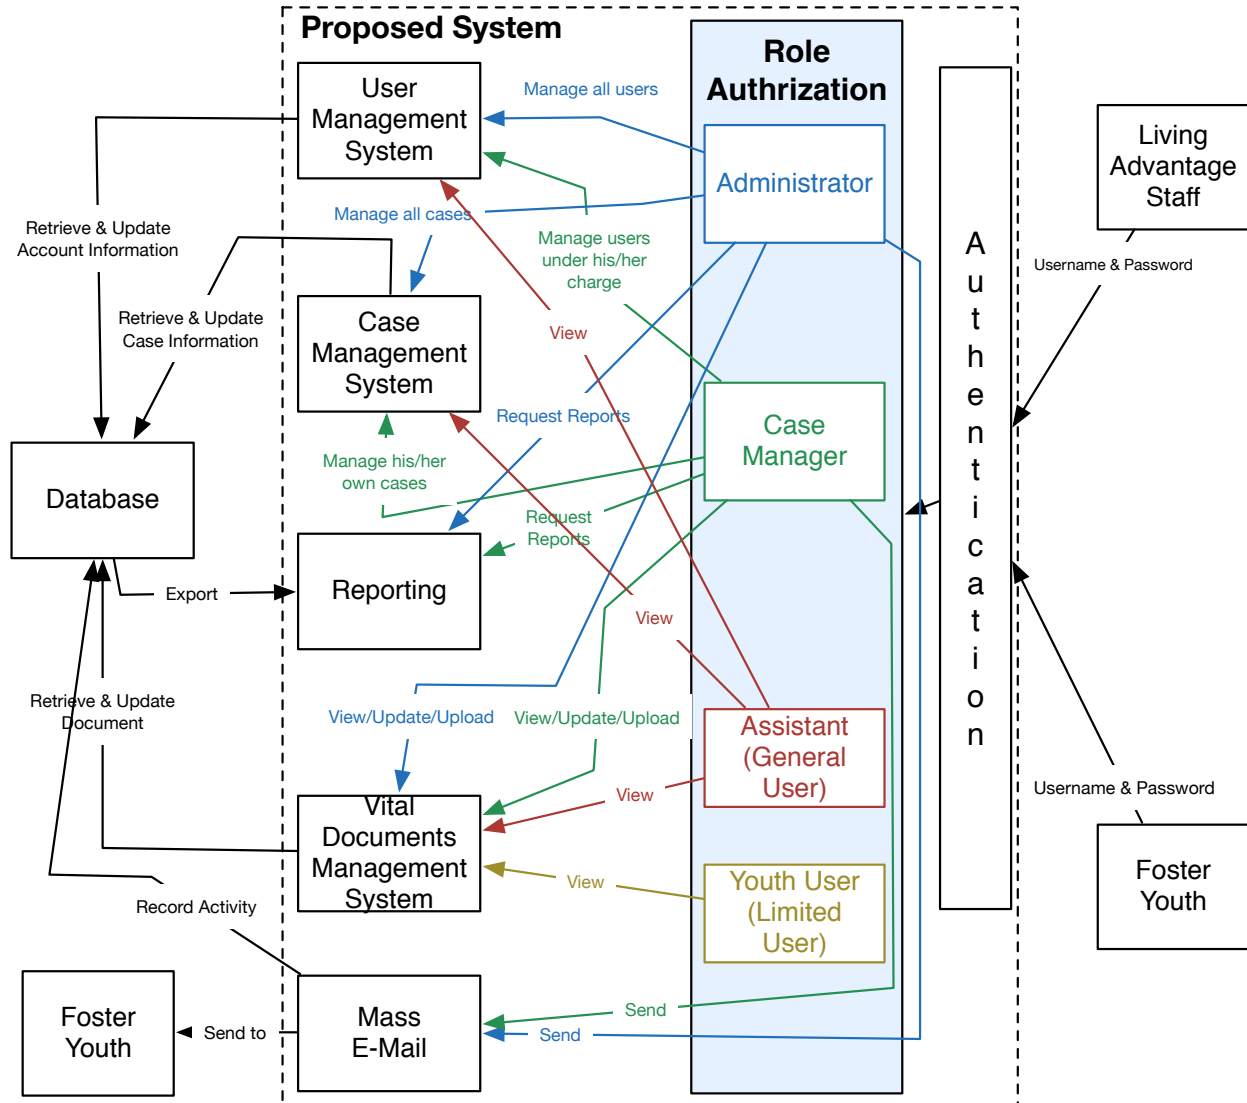 Proposed System
Role
Authrization
User
Management
System
Manage all users
Administrator
Living
Advantage
Staff
Retrieve & Update
Account Information
Manage all cases
Manage users
under his/her
charge
Username & Password
Retrieve & Update
Case Information
Case
Management
System
View
Authentication
Request Reports
Case
Manager
Manage his/her
own cases
Database
Request
Reports
Export
Reporting
View
Retrieve & Update
Document
View/Update/Upload
View/Update/Upload
Assistant
(General
User)
Username & Password
View
Vital
Documents
Management
System
View
Youth User
(Limited
User)
Foster
Youth
Record Activity
Foster
Youth
Send to
Mass
E-Mail
Send
Send